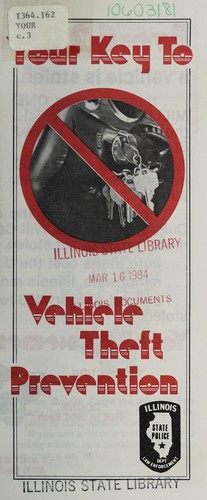 10603181
I364.162
YOUR
c.3
Your Key To
ILLINOIS STATE LIBRARY
MAR 16 1984
ILLINOIS DOCUMENTS
Vehicle
Theft
Prevention
ILLINOIS
STATE
POLICE
DEPT
LAW ENFORCEMENT
ILLINOIS STATE LIBRARY